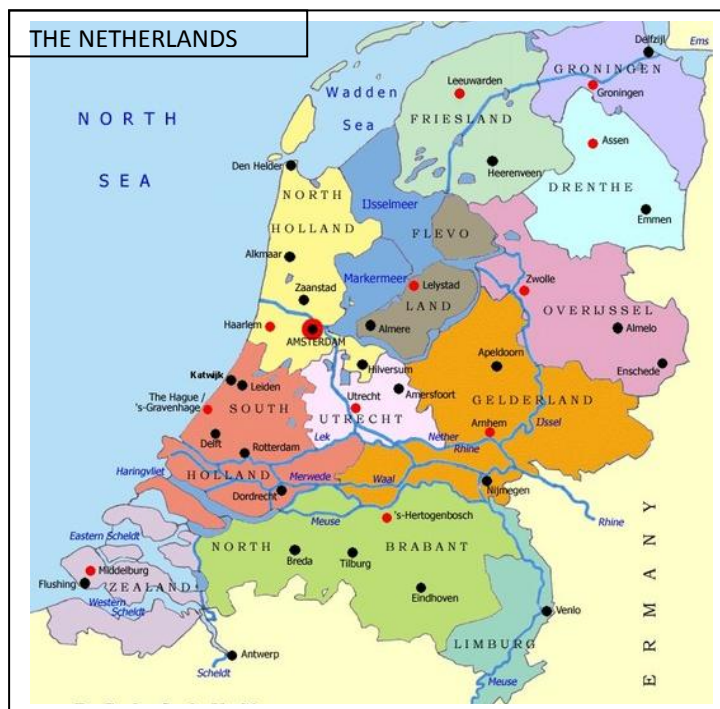 THE NETHERLANDS
Delfzijl
Ems
GRONINGEN
Leeuwarden
Groningen
Wadden
Sea
FRIESLAND
NORTH
SEA
Assen
Den Helder
Heerenveen
DRENTHE
NORTH
HOLLAND
IJsselmeer
Emmen
FLEVO
LAND
Alkmaar
Markermeer
Lelystad
Zwolle
Zaanstad
OVERIJSSEL
Haarlem
AMSTERDAM
Almere
Almelo
Enschede
Hilversum
Apeldoorn
Katwijk
Leiden
Amersfoort
GELDERLAND
The Hague /
's-Gravenhage
SOUTH
HOLLAND
Utrecht
UTRECHT
IJssel
Delft
Arnhem
Lek
Nether
Rhine
Rotterdam
Haringvliet
Merwede
Waal
Dordrecht
Nijmegen
Meuse
's-Hertogenbosch
Rhine
Eastern Scheldt
NORTH
BRABANT
Breda
Tilburg
Middelburg
Flushing
ZEALAND
Eindhoven
Western
Scheldt
Venlo
LIMBURG
Antwerp
Scheldt
Meuse
ERMANY